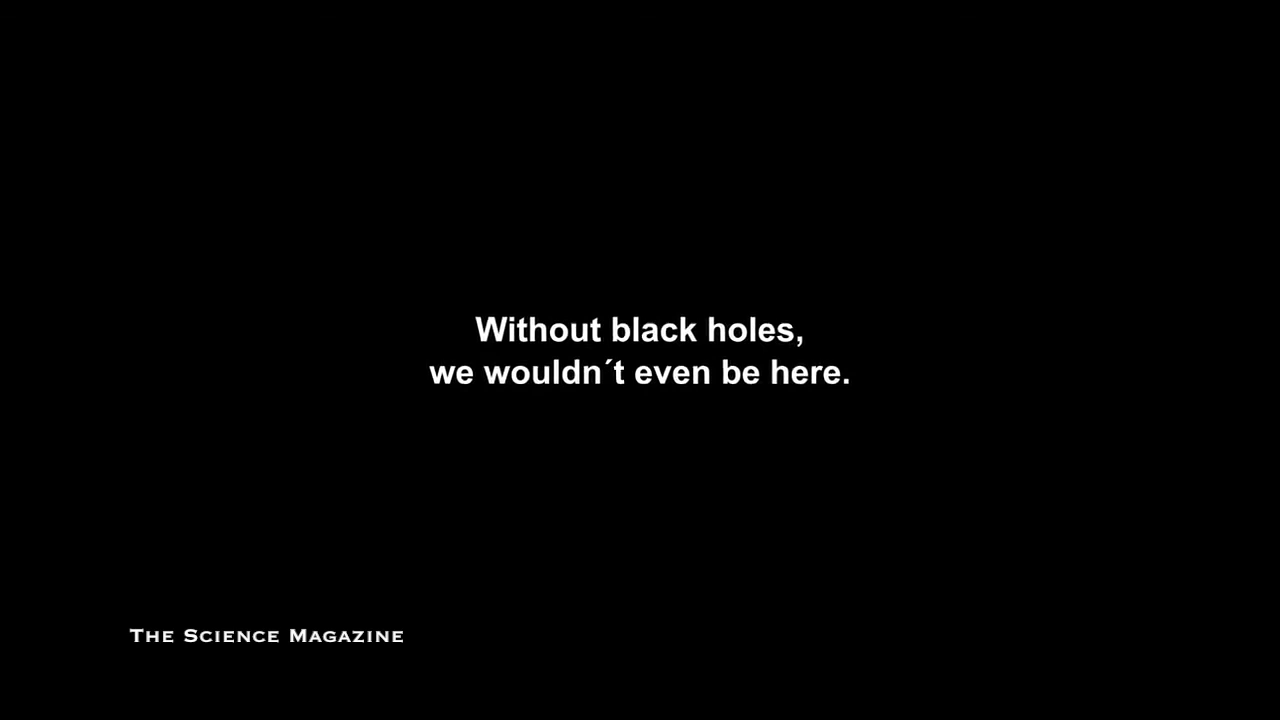 Without black holes,
we wouldn´t even be here.
The Science Magazine